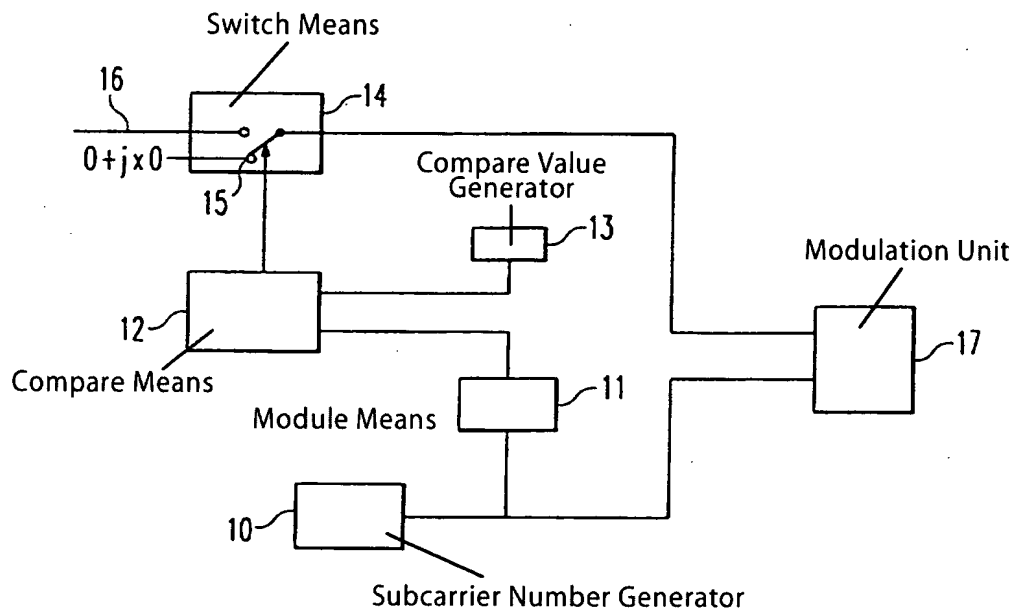 Switch Means
16
14
0+jx0
15
Compare Value
Generator
13
Modulation Unit
12
17
Compare Means
11
Module Means
10
Subcarrier Number Generator